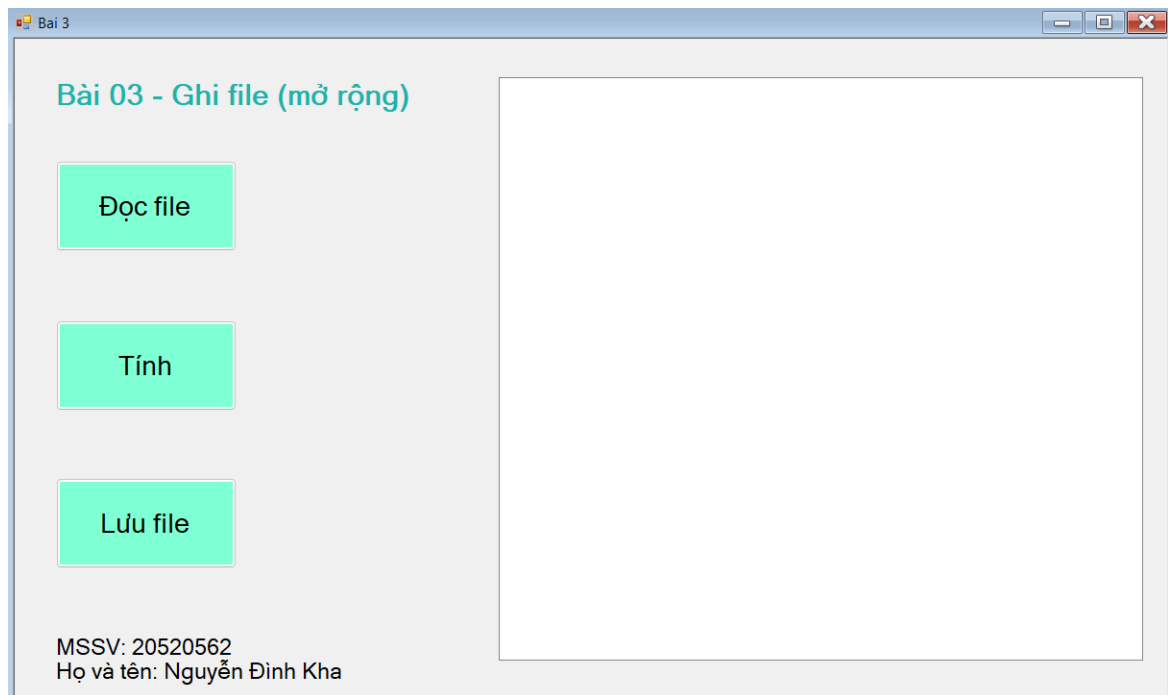 Bai 3
Bài 03 - Ghi file (mở rộng)
Đọc file
Tính
Lưu file
MSSV: 20520562
Họ và tên: Nguyễn Đình Kha